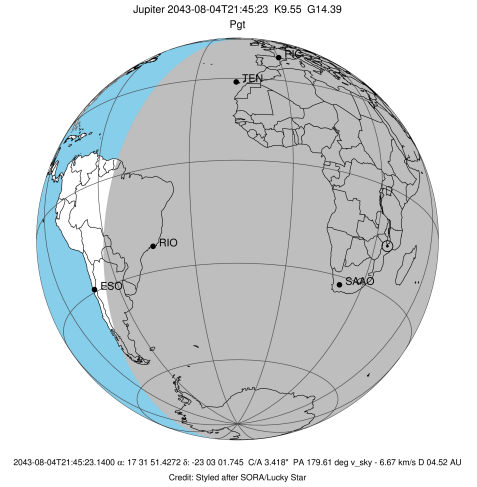 Jupiter 2043-08-04T21:45:23 K9.55 G14.39
Pgt
PIC
TEN
RIO
ESO
SAAO
2043-08-04T21:45:23.1400 α: 17 31 51.4272 δ: -23 03 01.745 C/A 3.418" PA 179.61 deg v_sky - 6.67 km/s D 04.52 AU
Credit: Styled after SORA/Lucky Star